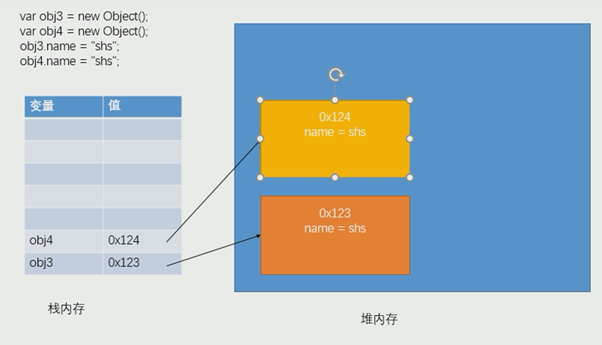 var obj3 = new Object();
var obj4 = new Object();
obj3.name = "shs";
obj4.name = "shs";
变量 值
obj4 0x124
obj3 0x123
栈内存
0x124
name = shs
0x123
name = shs
堆内存